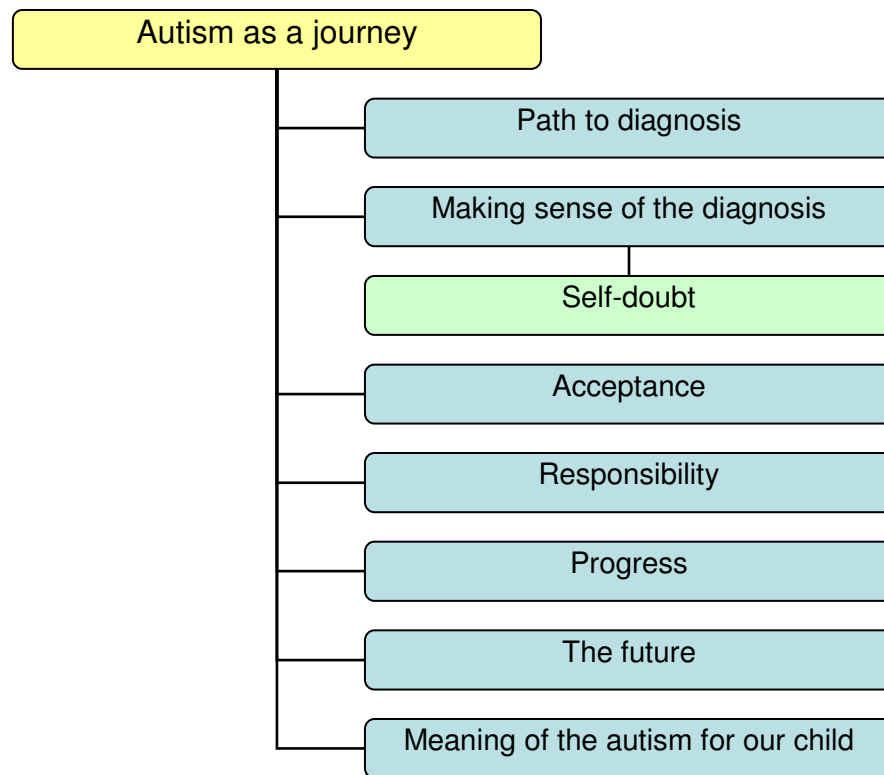 Autism as a journey
Path to diagnosis
Making sense of the diagnosis
Self-doubt
Acceptance
Responsibility
Progress
The future
Meaning of the autism for our child